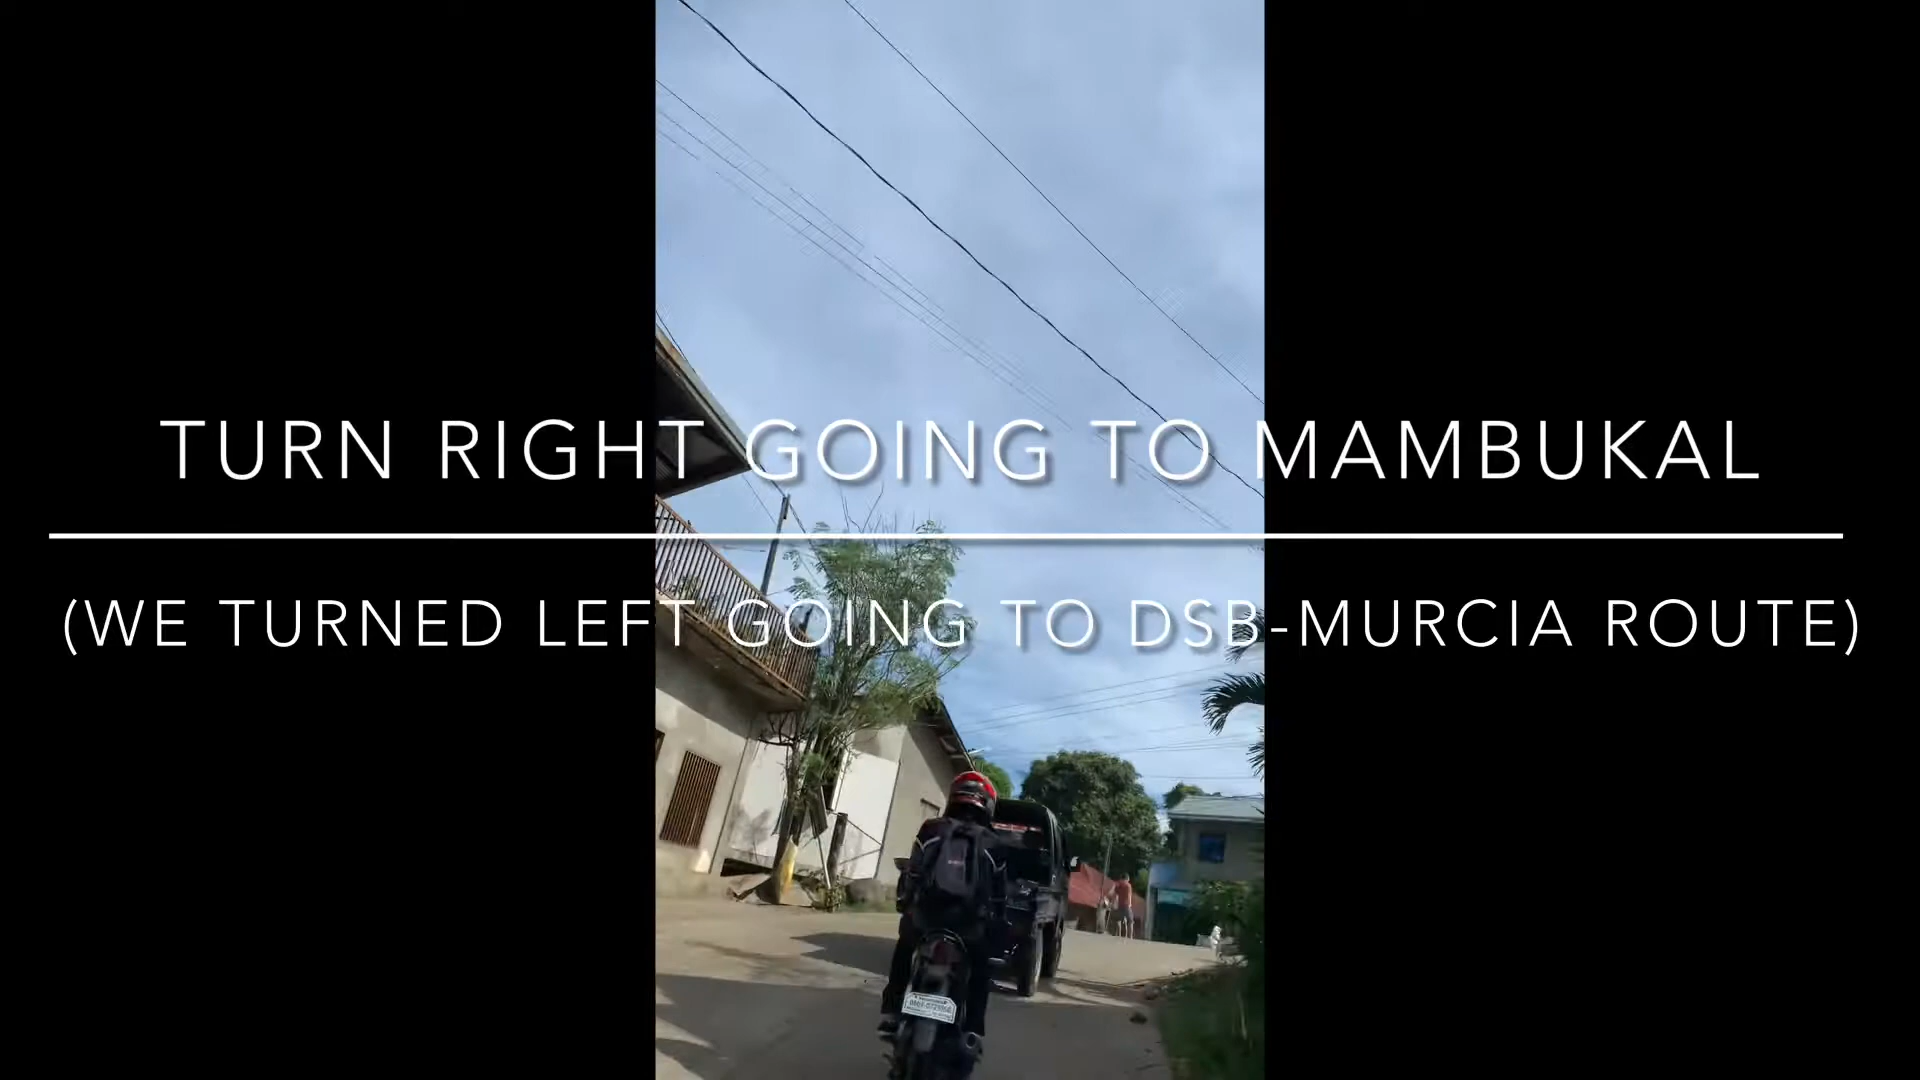 TURN RIGHT GOING TO MAMBUKAL
(WE TURNED LEFT GOING TO DSB-MURCIA ROUTE)